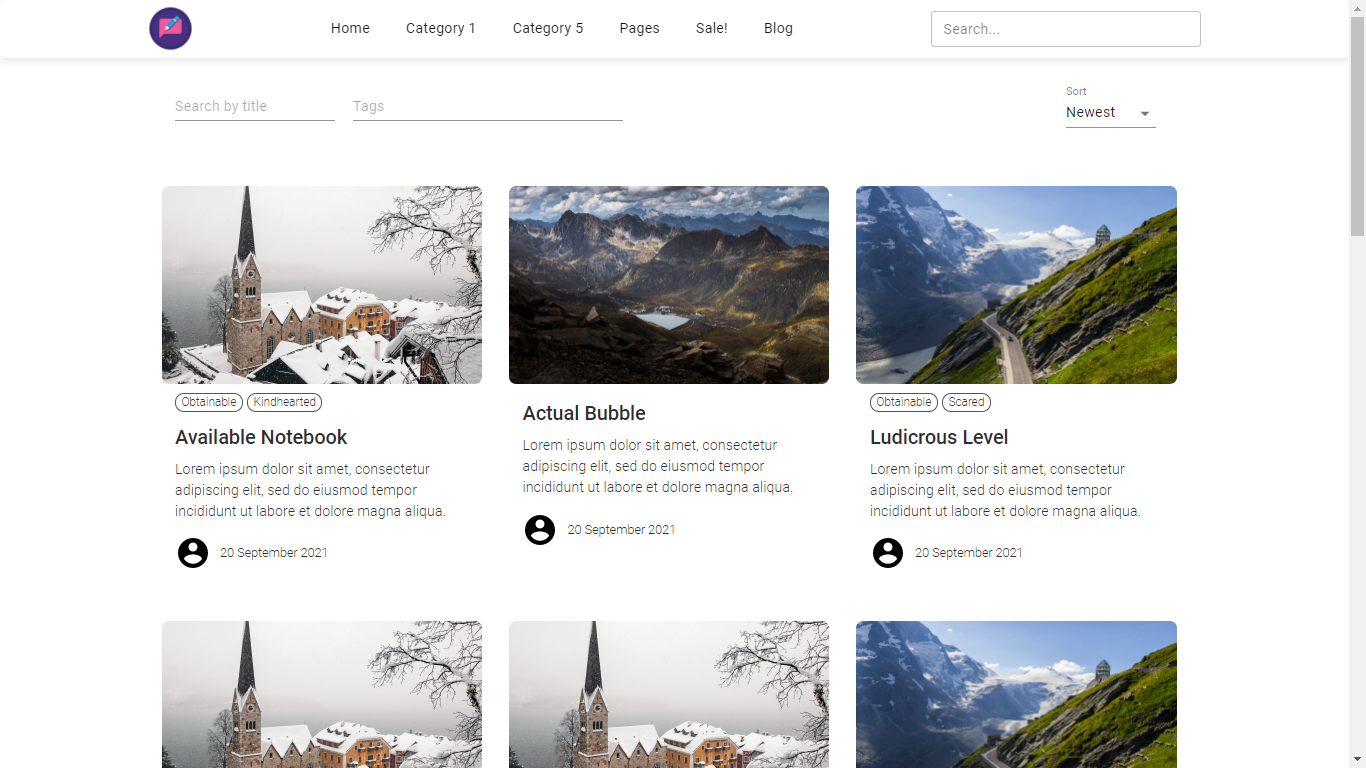 Home
Category 1
Category 5
Pages
Sale!
Blog
Search...
Search by title
Tags
Sort
Newest
Obtainable
Kindhearted
Available Notebook
Lorem ipsum dolor sit amet, consectetur
adipiscing elit, sed do eiusmod tempor
incididunt ut labore et dolore magna aliqua.
20 September 2021
Actual Bubble
Lorem ipsum dolor sit amet, consectetur
adipiscing elit, sed do eiusmod tempor
incididunt ut labore et dolore magna aliqua.
20 September 2021
Obtainable
Scared
Ludicrous Level
Lorem ipsum dolor sit amet, consectetur
adipiscing elit, sed do eiusmod tempor
incididunt ut labore et dolore magna aliqua.
20 September 2021